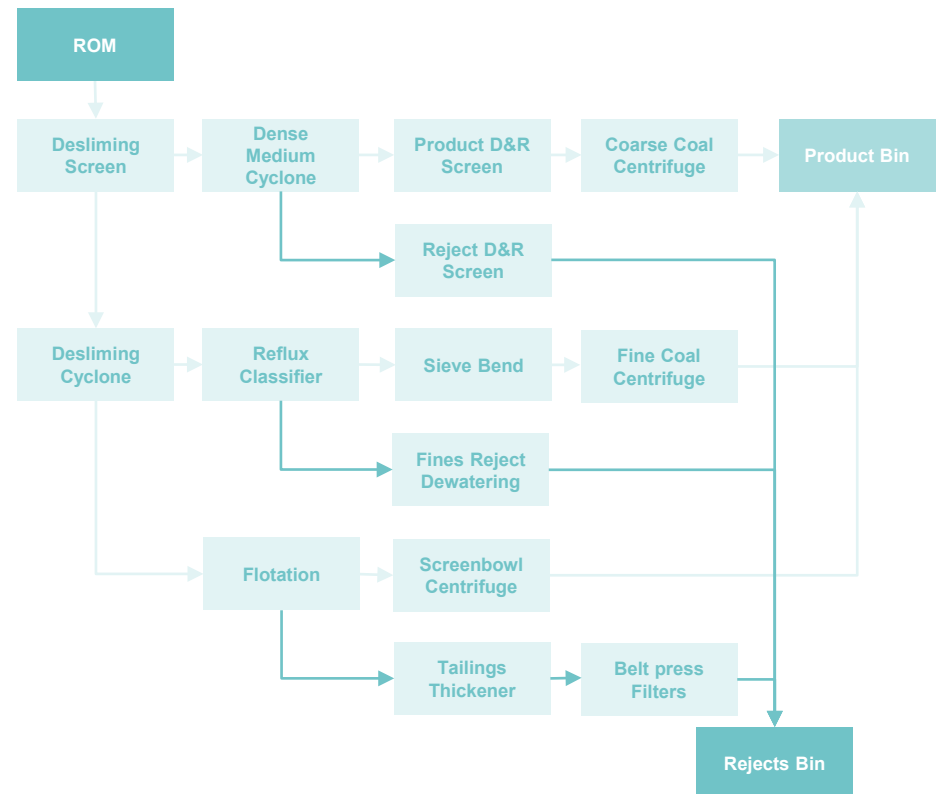 ROM
Desliming
Screen
Dense
Medium
Cyclone
Product D&R
Screen
Coarse Coal
Centrifuge
Product Bin
Reject D&R
Screen
Desliming
Cyclone
Reflux
Classifier
Sieve Bend
Fine Coal
Centrifuge
Fines Reject
Dewatering
Flotation
Screenbowl
Centrifuge
Tailings
Thickener
Belt press
Filters
Rejects Bin